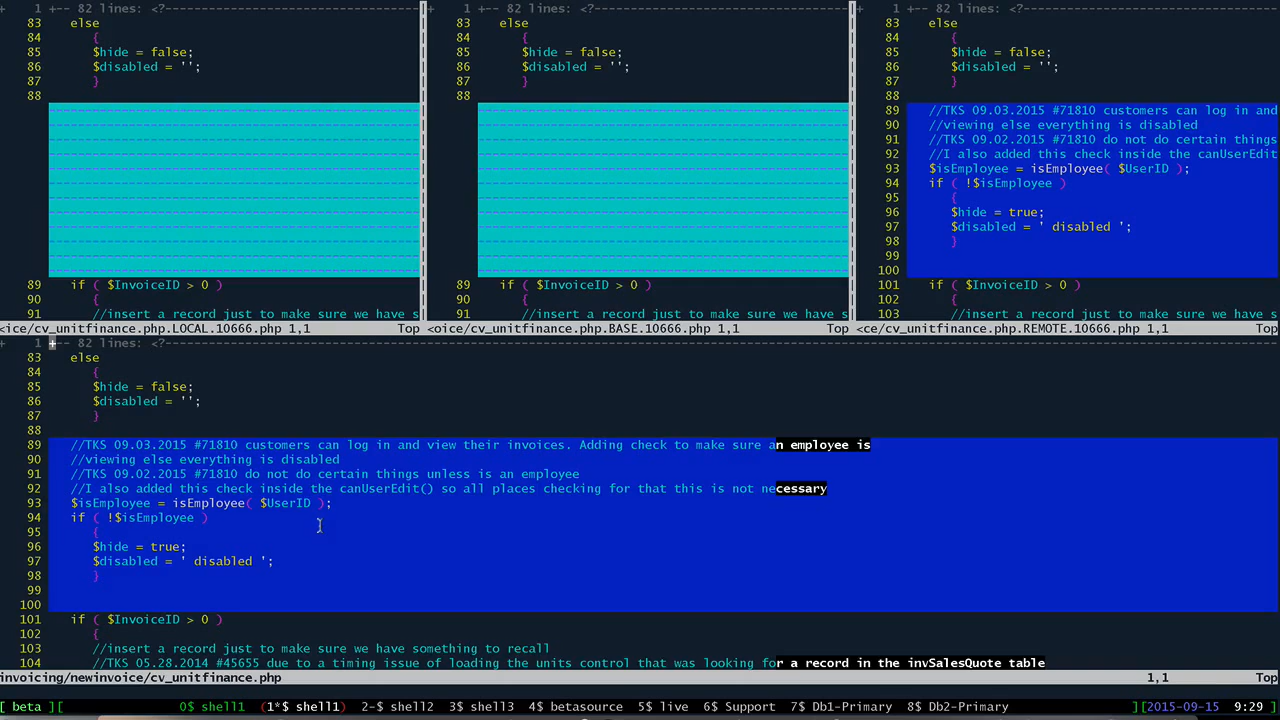 +     1 +-- 82 lines: <?
83    else
84       {
85       $hide = false;
86       $disabled = '';
87       }
88
89    if ( $InvoiceID > 0 )
90       {
91       //insert a record just to make sure we have s
<ice/cv_unitfinance.php.LOCAL.10666.php 1,1            Top
+     1 +-- 82 lines: <?
83    else
84       {
85       $hide = false;
86       $disabled = '';
87       }
88
89    if ( $InvoiceID > 0 )
90       {
91       //insert a record just to make sure we have s
<oice/cv_unitfinance.php.BASE.10666.php 1,1            Top
+     1 +-- 82 lines: <?
83    else
84       {
85       $hide = false;
86       $disabled = '';
87       }
88
89    //TKS 09.03.2015 #71810 customers can log in and
90    //viewing else everything is disabled
91    //TKS 09.02.2015 #71810 do not do certain things
92    //I also added this check inside the canUserEdit
93    $isEmployee = isEmployee( $UserID );
94    if ( !$isEmployee )
95       {
96       $hide = true;
97       $disabled = ' disabled ';
98       }
99
100
101    if ( $InvoiceID > 0 )
102       {
103       //insert a record just to make sure we have s
<ce/cv_unitfinance.php.REMOTE.10666.php 1,1            Top
+     1 +-- 82 lines: <?
83    else
84       {
85       $hide = false;
86       $disabled = '';
87       }
88
89    //TKS 09.03.2015 #71810 customers can log in and view their invoices. Adding check to make sure an employee is
90    //viewing else everything is disabled
91    //TKS 09.02.2015 #71810 do not do certain things unless is an employee
92    //I also added this check inside the canUserEdit() so all places checking for that this is not necessary
93    $isEmployee = isEmployee( $UserID );
94    if ( !$isEmployee )
95       {
96       $hide = true;
97       $disabled = ' disabled ';
98       }
99
100
101    if ( $InvoiceID > 0 )
102       {
103       //insert a record just to make sure we have something to recall
104       //TKS 05.28.2014 #45655 due to a timing issue of loading the units control that was looking for a record in the invSalesQuote table
invoicing/newinvoice/cv_unitfinance.php            1,1            Top
[ beta ][            0$ shell1  (1*$ shell1)  2-$ shell2  3$ shell3  4$ betasource  5$ live  6$ Support  7$ Db1-Primary  8$ Db2-Primary            ][2015-09-15  9:29 ]